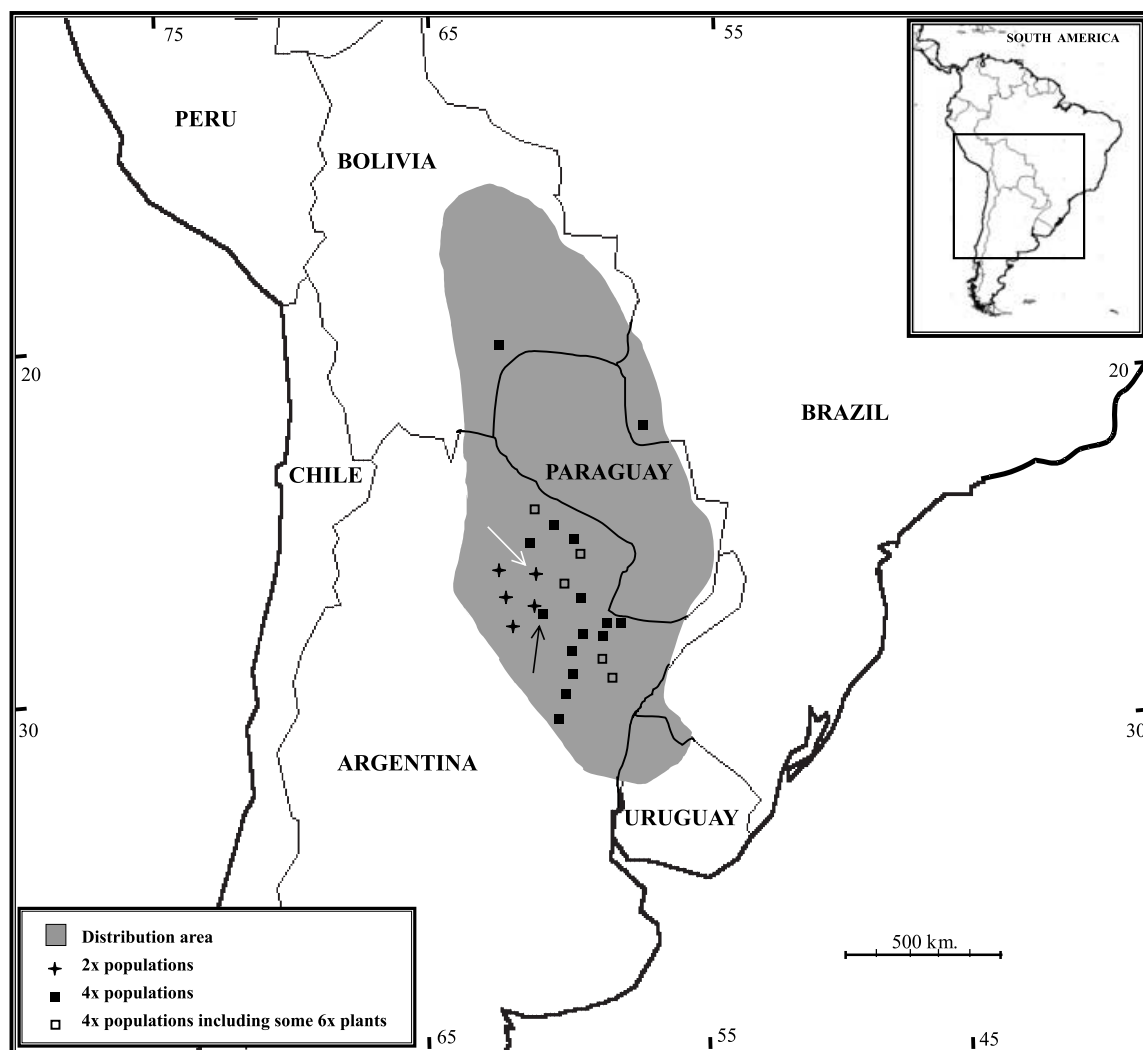 75
65
55
SOUTH AMERICA
PERU
BOLIVIA
20
20
BRAZIL
CHILE
PARAGUAY
30
30
ARGENTINA
URUGUAY
Distribution area
2x populations
4x populations
4x populations including some 6x plants
500 km.
65
55
45